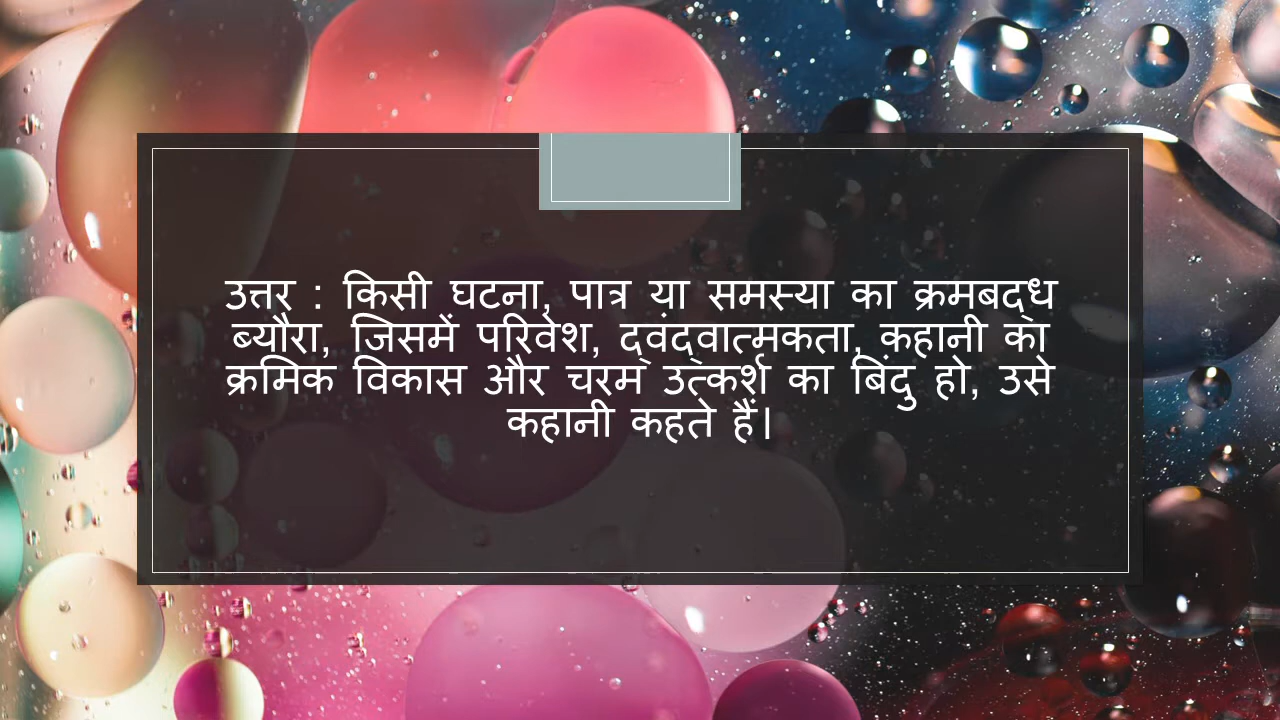 उत्तर : किसी घटना, पात्र या समस्या का क्रमबद्ध
ब्यौरा, जिसमें परिवेश, द्वंद्वात्मकता, कहानी का
क्रमिक विकास और चरम उत्कर्श का बिंदु हो, उसे
कहानी कहते हैं।